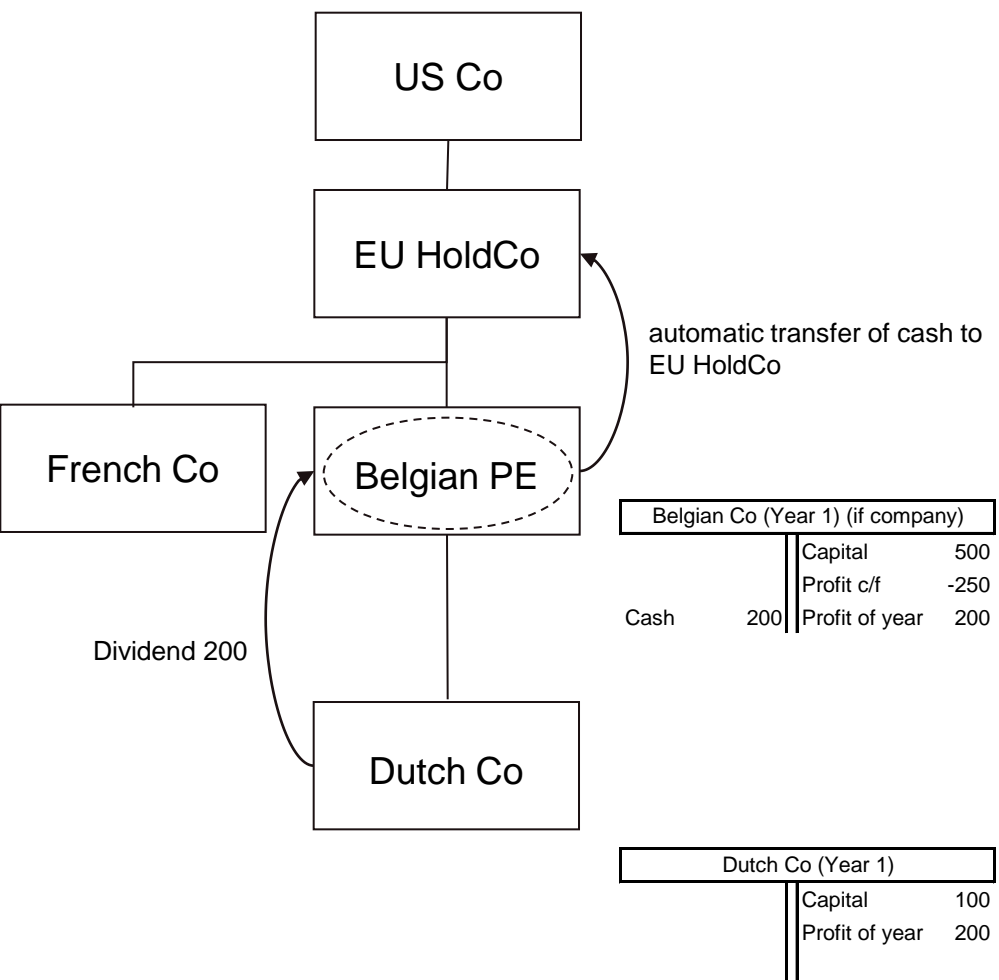 US Co
EU HoldCo
automatic transfer of cash to
EU HoldCo
French Co
Belgian PE
Belgian Co (Year 1) (if company)
Capital 500
Profit c/f -250
Cash 200 Profit of year 200
Dividend 200
Dutch Co
Dutch Co (Year 1)
Capital 100
Profit of year 200